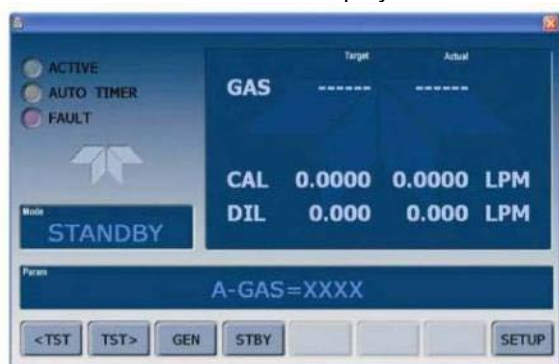 ACTIVE
AUTO TIMER
FAULT
Target Actual
GAS ------ ------
CAL 0.0000 0.0000 LPM
DIL 0.000 0.000 LPM
Mode
STANDBY
Param
A-GAS=XXXX
<TST TST> GEN STBY SETUP